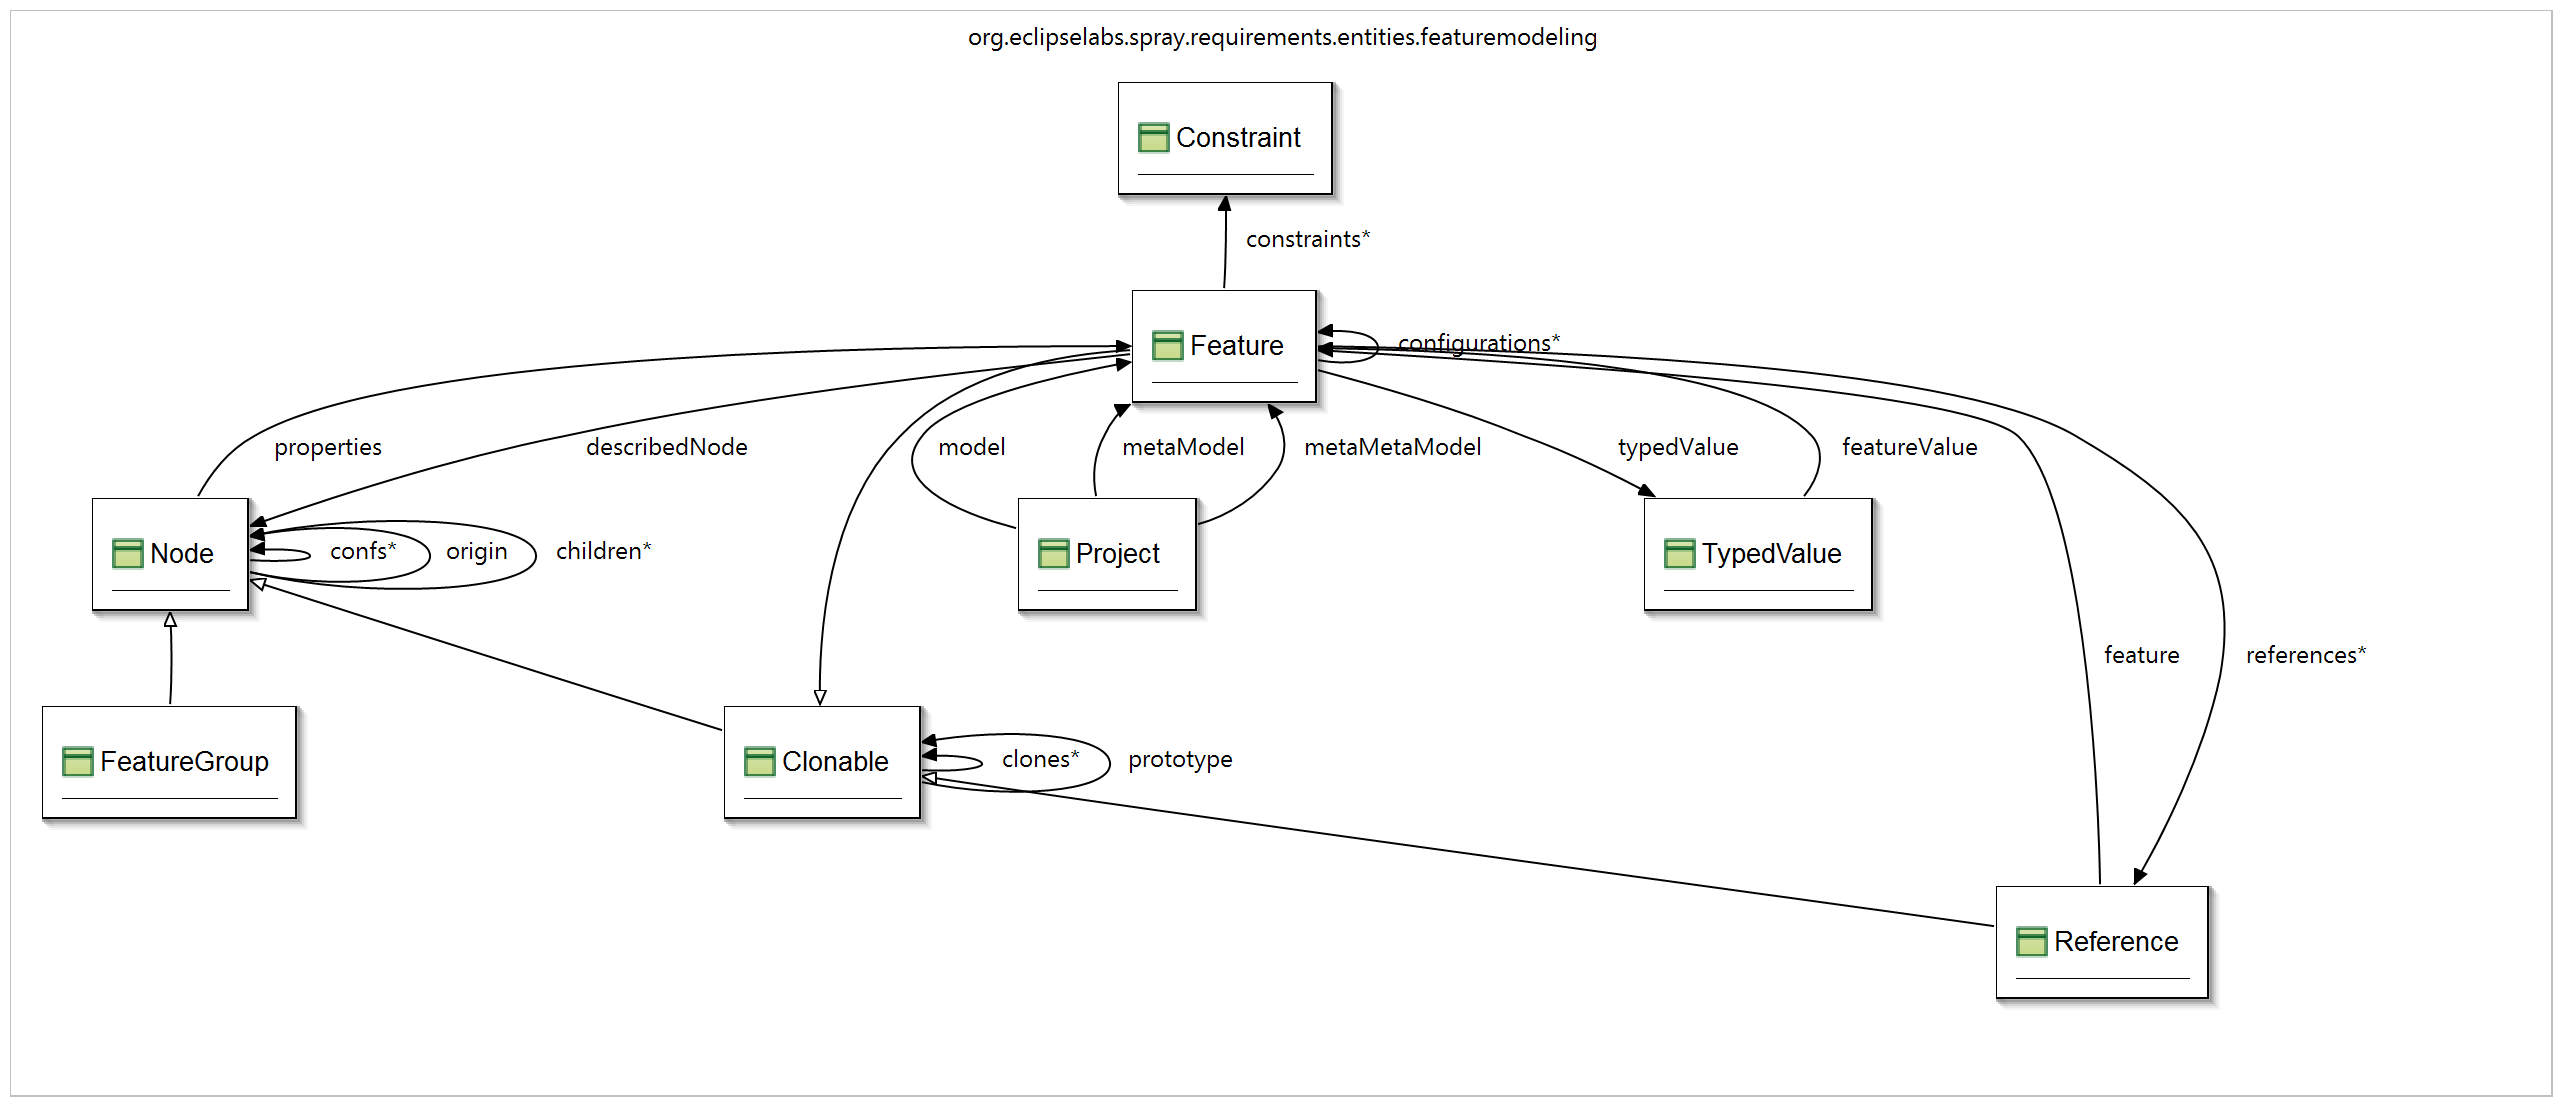 org.eclipselabs.spray.requirements.entities.featuremodeling
Constraint
constraints*
Feature
configurations*
properties
describedNode
model
metaModel
metaMetaModel
typedValue
featureValue
Node
confs*
origin
children*
Project
TypedValue
feature
references*
FeatureGroup
Clonable
clones*
prototype
Reference